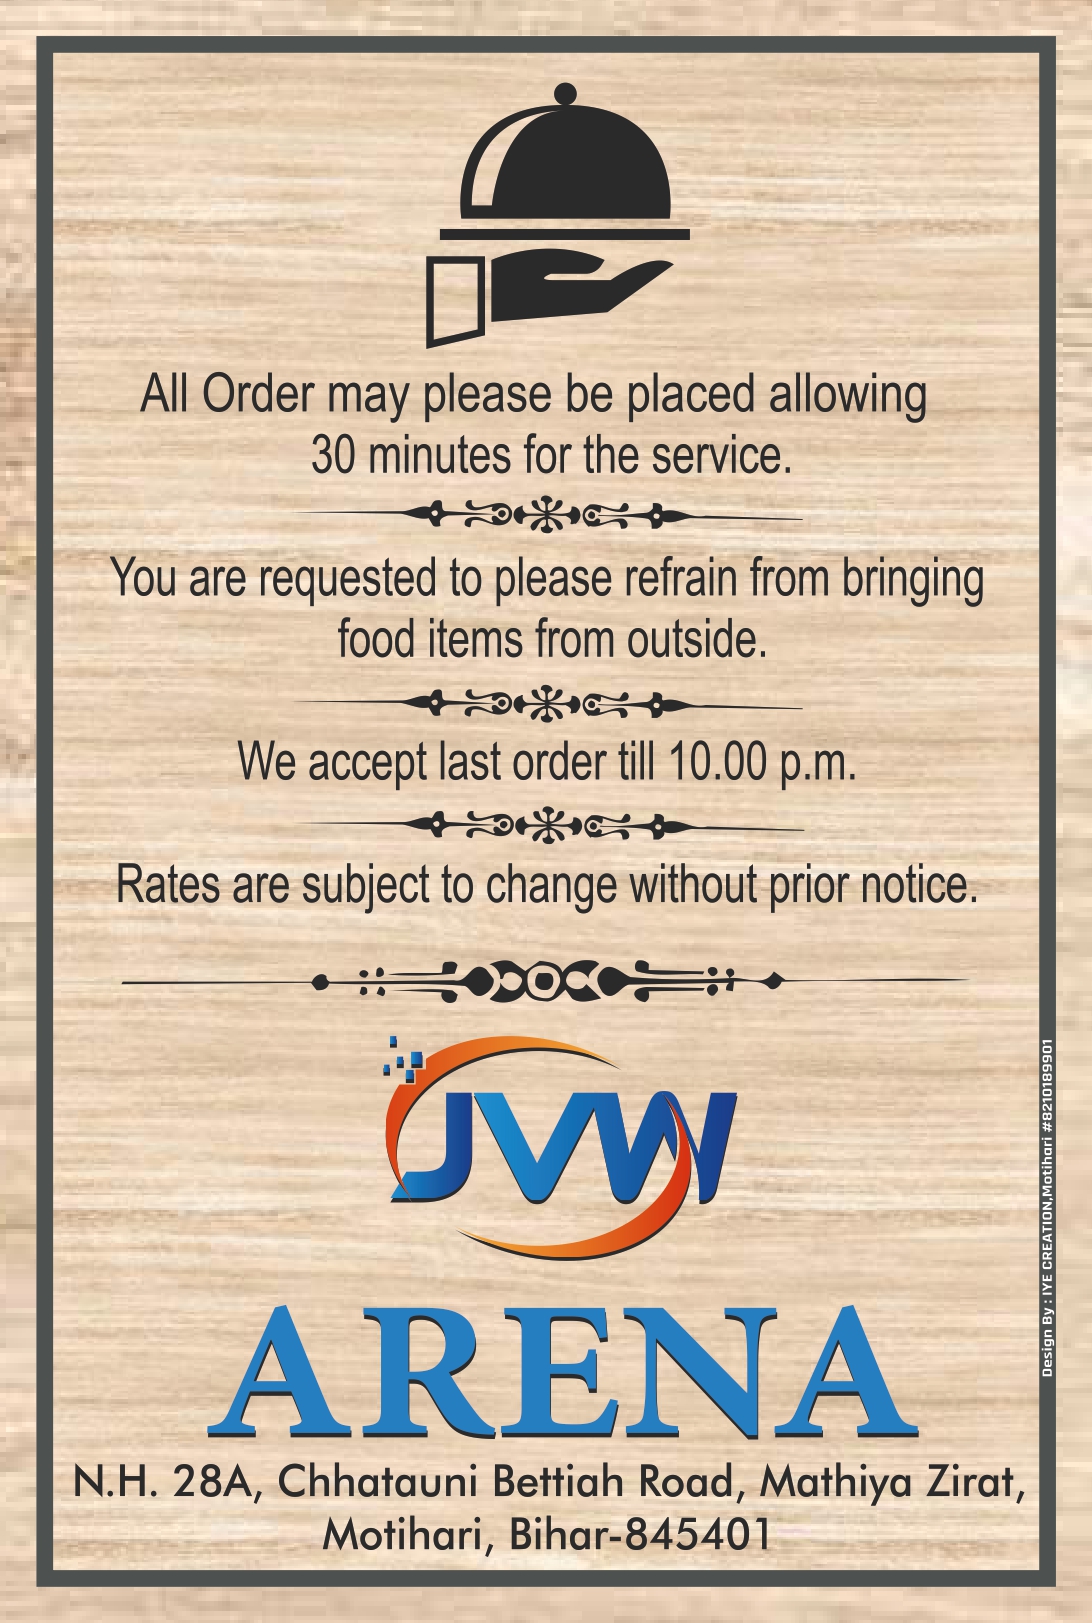 All Order may please be placed allowing
30 minutes for the service.
You are requested to please refrain from bringing
food items from outside.
We accept last order till 10.00 p.m.
Rates are subject to change without prior notice.
JVW
ARENA
N.H. 28A, Chhatauni Bettiah Road, Mathiya Zirat,
Motihari, Bihar-845401
Design By : IYE CREATION,Motihari #8210189901